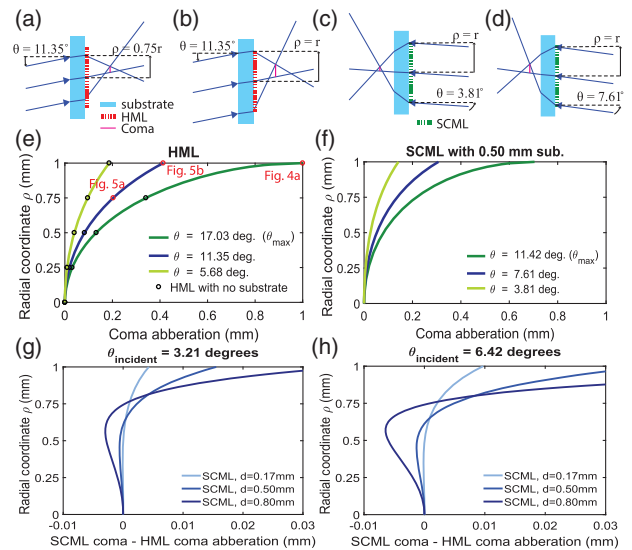 (a)
(b)
(c)
(d)
θ = 11.35°
ρ = 0.75r
θ = 11.35°
ρ = r
ρ = r
θ = 3.81°
ρ = r
θ = 7.61°
substrate
HML
Coma
SCML
(e)
HML
Radial coordinate ρ (mm)
1
0.75
0.5
0.25
0
Fig. 5a
Fig. 5b
Fig. 4a
θ = 17.03 deg. (θmax)
θ = 11.35 deg.
θ = 5.68 deg.
HML with no substrate
0
0.2
0.4
0.6
0.8
1
Coma abberation (mm)
(f)
SCML with 0.50 mm sub.
Radial coordinate ρ (mm)
1
0.75
0.5
0.25
0
θ = 11.42 deg. (θmax)
θ = 7.61 deg.
θ = 3.81 deg.
0
0.2
0.4
0.6
0.8
1
Coma abberation (mm)
(g)
θincident = 3.21 degrees
Radial coordinate ρ (mm)
1
0.75
0.5
0.25
0
SCML, d=0.17mm
SCML, d=0.50mm
SCML, d=0.80mm
-0.01
0
0.01
0.02
0.03
SCML coma - HML coma abberation (mm)
(h)
θincident = 6.42 degrees
Radial coordinate ρ (mm)
1
0.75
0.5
0.25
0
SCML, d=0.17mm
SCML, d=0.50mm
SCML, d=0.80mm
-0.01
0
0.01
0.02
0.03
SCML coma - HML coma abberation (mm)